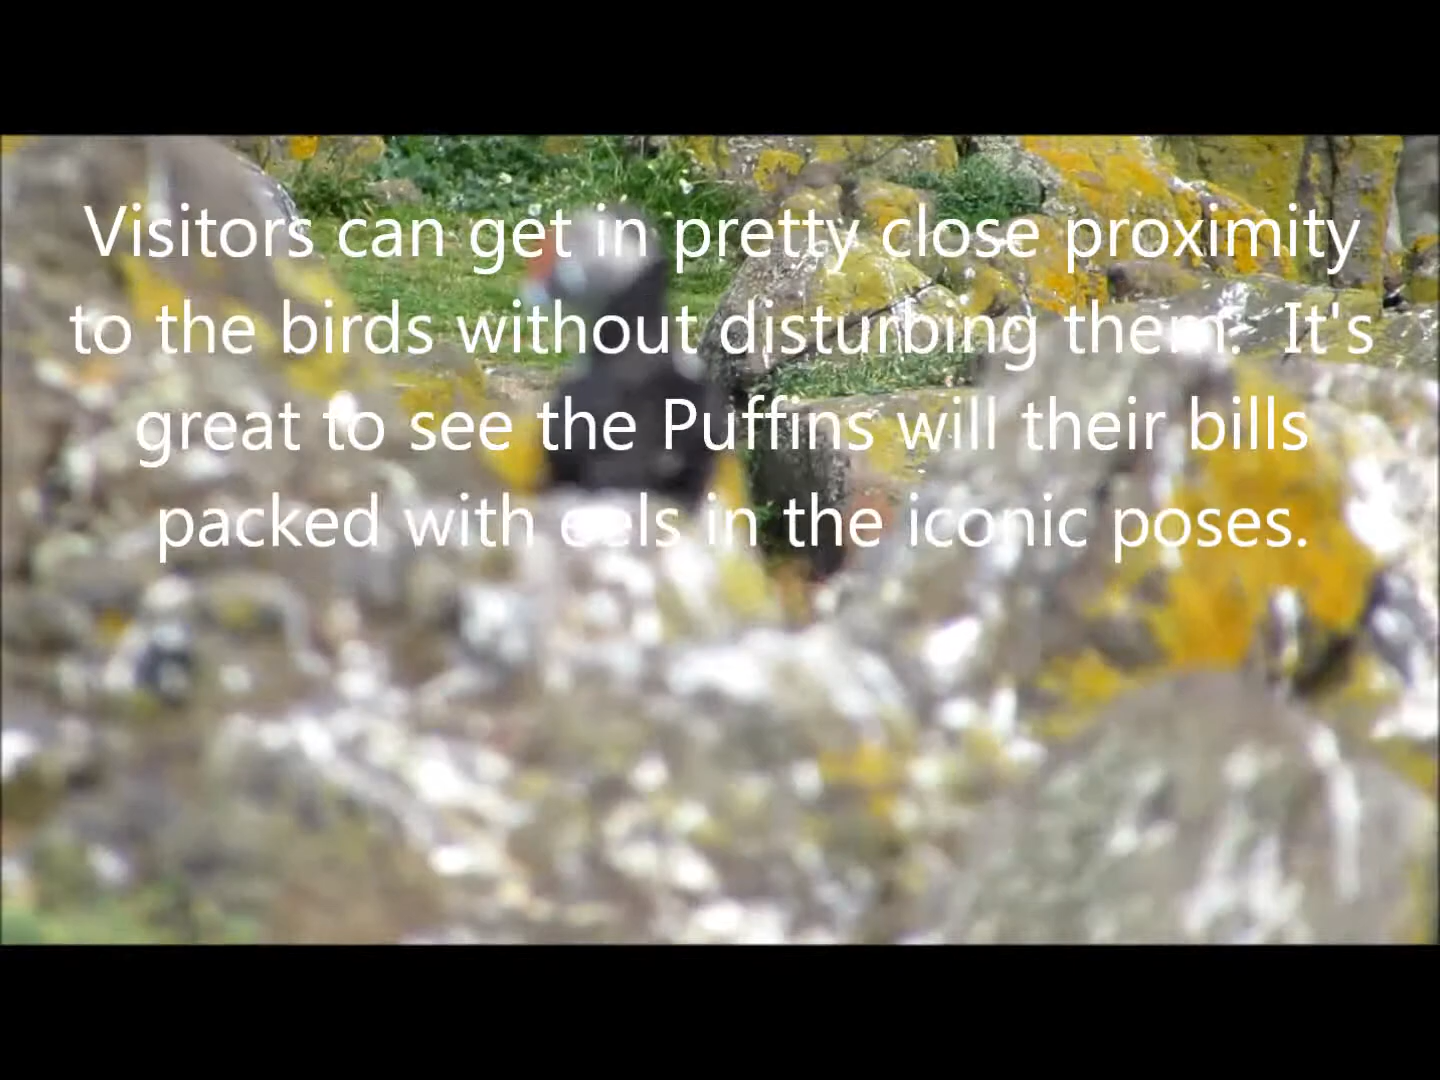 Visitors can get in pretty close proximity
to the birds without disturbing them.  It's
great to see the Puffins will their bills
packed with eels in the iconic poses.